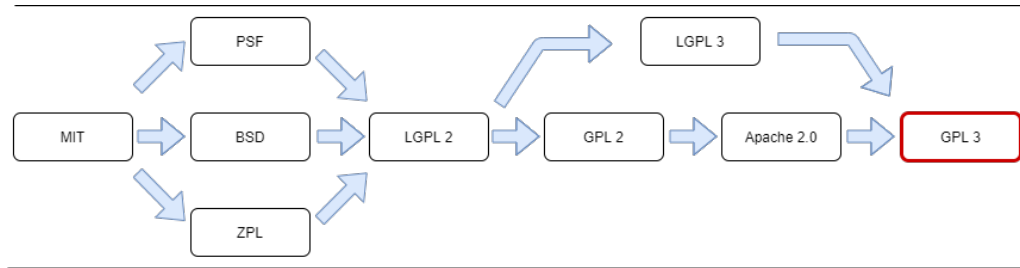 PSF
LGPL 3
MIT
BSD
LGPL 2
GPL 2
Apache 2.0
GPL 3
ZPL